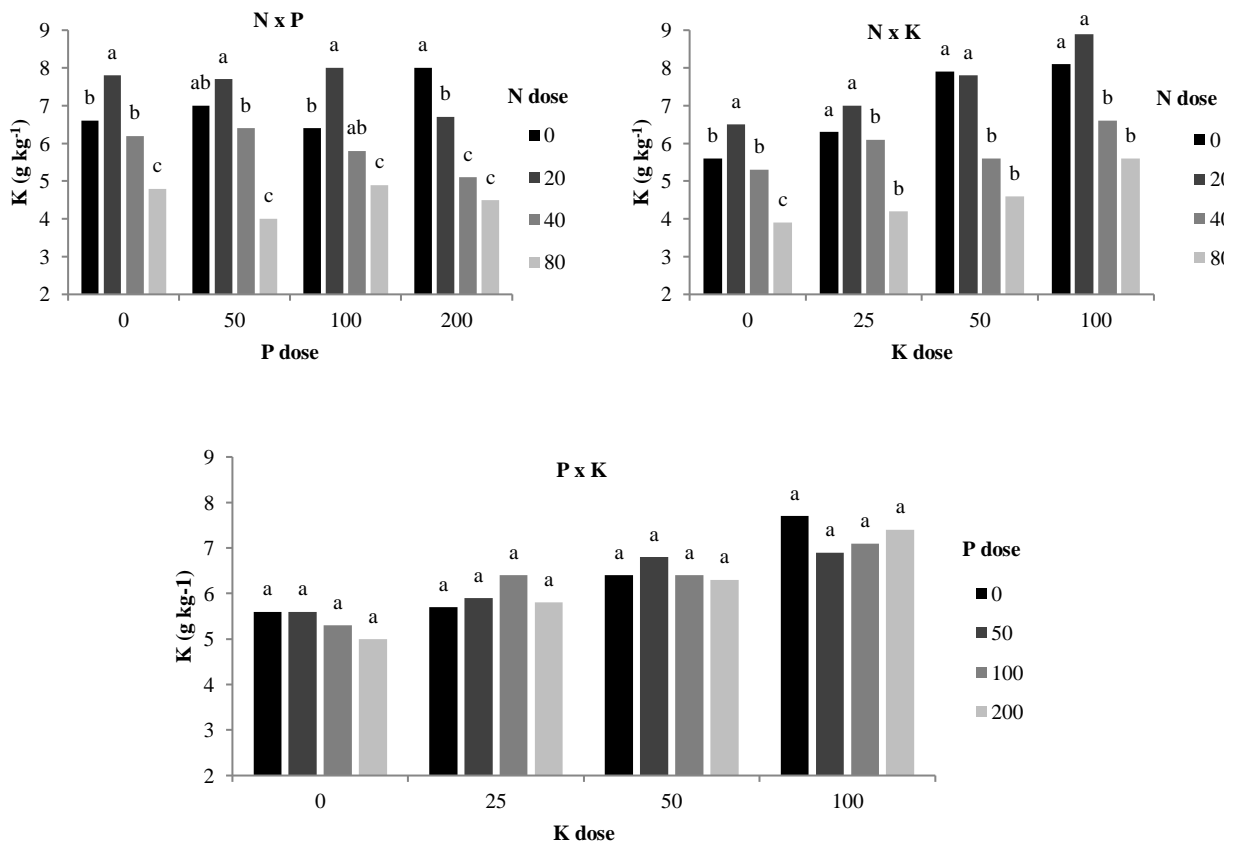 N x P
K (g kg-1)
9
8
7
6
5
4
3
2
b a b c
ab a b c
b a ab c
a b c c
0 50 100 200
P dose
N dose
0
20
40
80
N x K
K (g kg-1)
9
8
7
6
5
4
3
2
b a b c
a a b b
a a b b
a a b b
0 25 50 100
K dose
N dose
0
20
40
80
P x K
K (g kg-1)
9
8
7
6
5
4
3
2
a a a a
a a a a
a a a a
a a a a
0 25 50 100
K dose
P dose
0
50
100
200